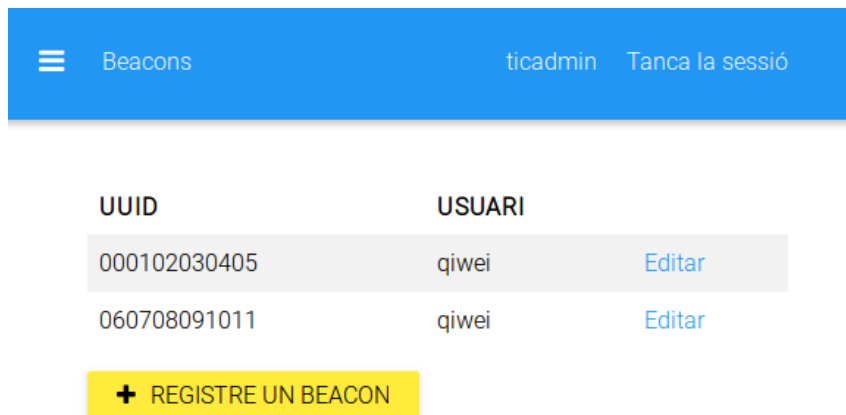 Beacons ticadmin Tanca la sessió
UUID USUARI
000102030405 qiwei Editar
060708091011 qiwei Editar
REGISTRE UN BEACON